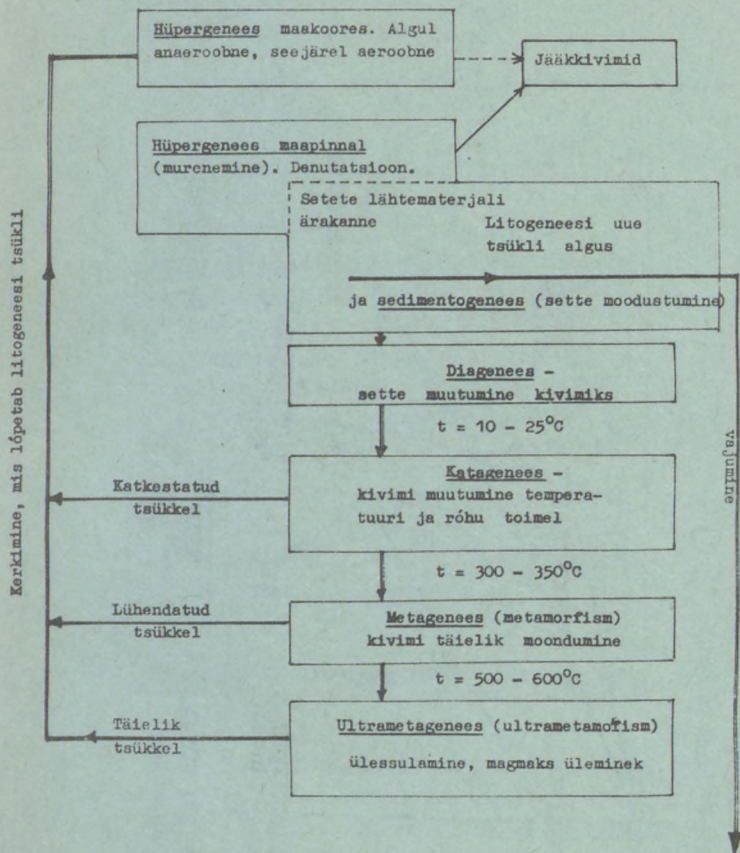 Hüpergenees maakoores. Algul
anaeroobne, seejärel aeroobne
Jääkkivimid
Hüpergenees maapinnal
(murenemine). Denutatsioon.
Setete lähtematerjali
ärakanne
Litogeneesi uue
tsükli algus
ja sedimentogenees (sette moodustumine)
Diagenees –
sette muutumine kivimiks
t = 10 – 25°C
Katagenees –
kivimi muutumine tempera-
tuuri ja rõhu toimel
Katkestatud
tsükkel
t = 300 – 350°C
Metagenees (metamorfism)
kivimi täielik moondumine
Lühendatud
tsükkel
t = 500 – 600°C
Ultrametagenees (ultrametamorfism)
ülessulamine, magmaks üleminek
Täielik
tsükkel
Kerkimine, mis lõpetab litogeneesi tsükli
vajumine